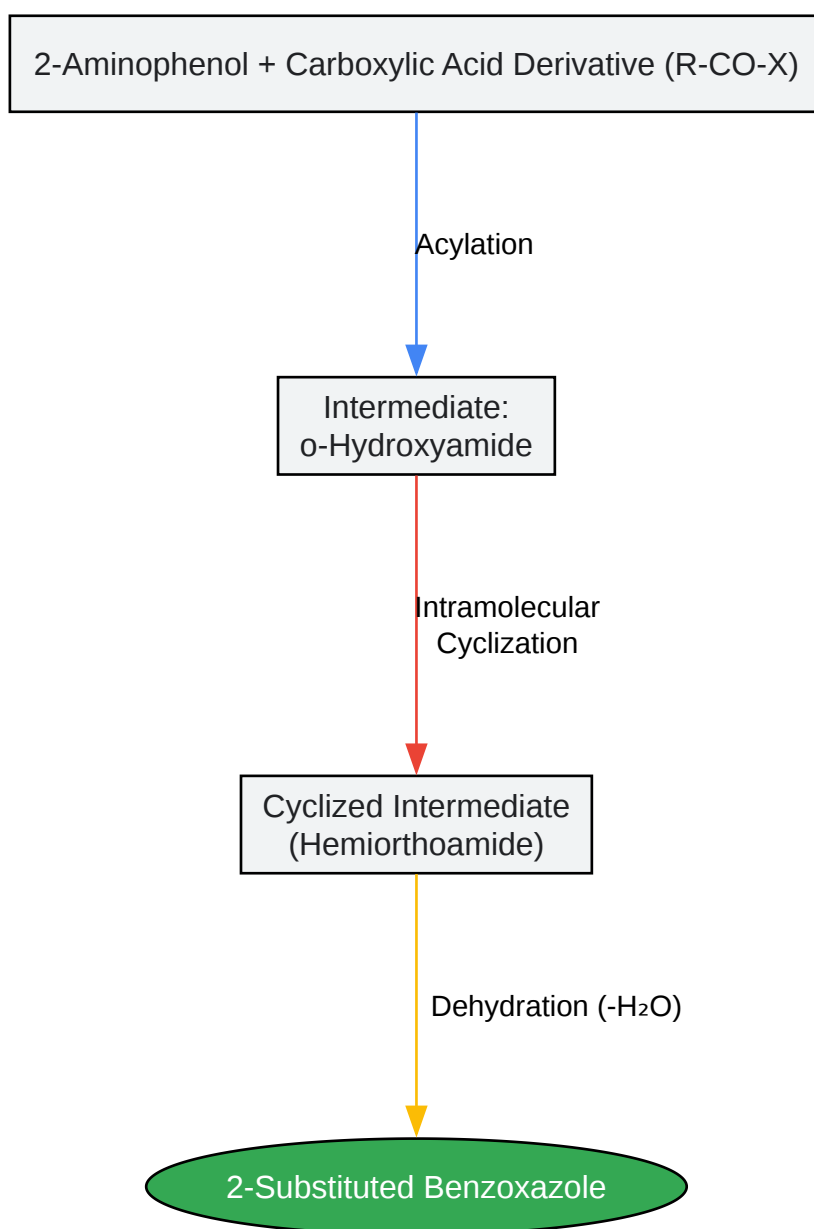 2-Aminophenol + Carboxylic Acid Derivative (R-CO-X)
Acylation
Intermediate:
o-Hydroxyamide
Intramolecular
Cyclization
Cyclized Intermediate
(Hemiorthoamide)
Dehydration (-H₂O)
2-Substituted Benzoxazole